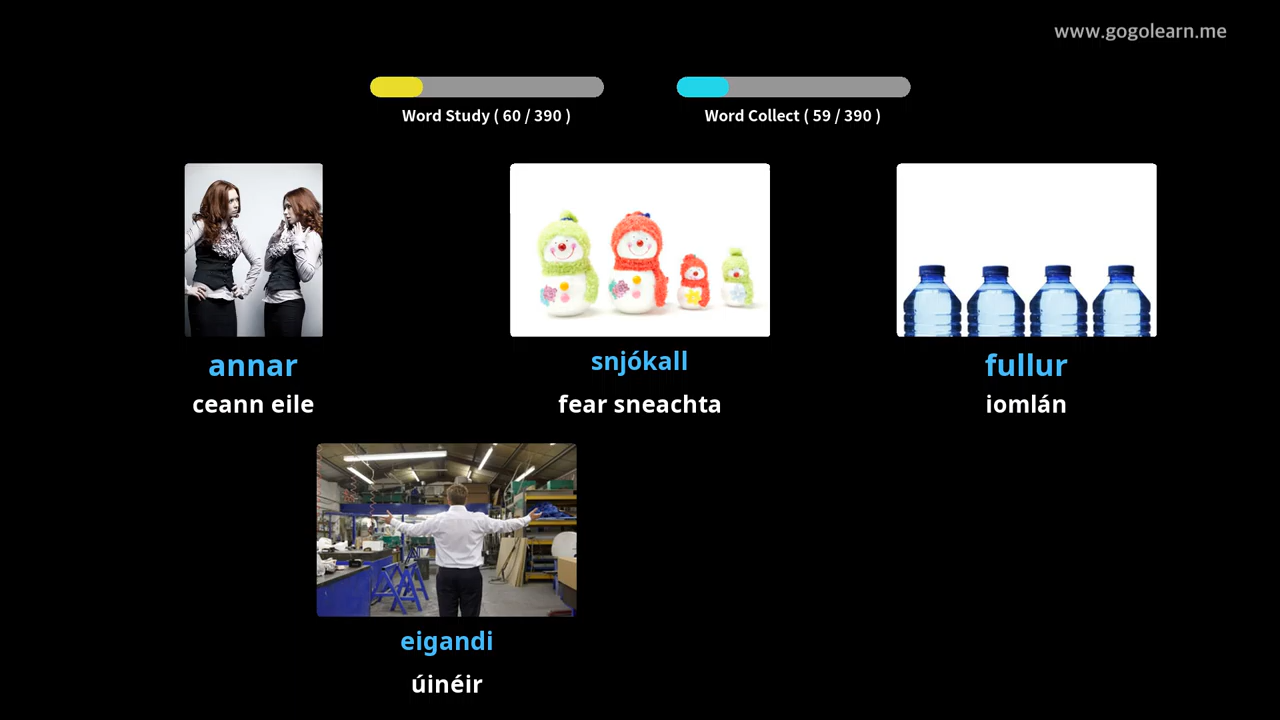 www.gogolearn.me
Word Study ( 60 / 390 )
Word Collect ( 59 / 390 )
annar
ceann eile
snjókall
fear sneachta
fullur
iomlán
eigandi
úinéir